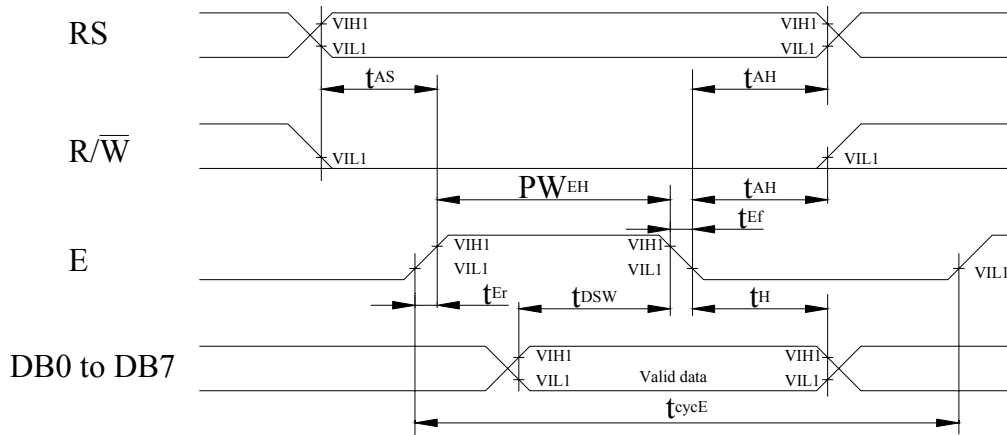 RS
VIH1
VIL1
VIH1
VIL1
tAS
tAH
R/W̅
VIL1
VIL1
PWEH
tAH
tEf
E
VIH1
VIL1
VIH1
VIL1
VIL1
tEr
tDSW
tH
DB0 to DB7
VIH1
VIL1
Valid data
VIH1
VIL1
tcycE